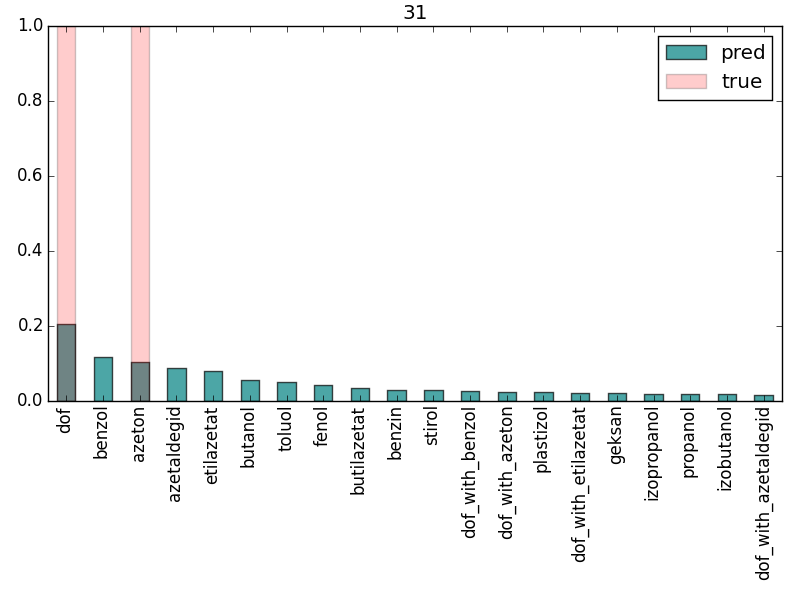 31
1.0
0.8
0.6
0.4
0.2
0.0
pred
true
dof
benzol
azeton
azetaldegid
etilazetat
butanol
toluol
fenol
butilazetat
benzin
stirol
dof_with_benzol
dof_with_azeton
plastizol
dof_with_etilazetat
geksan
izopropanol
propanol
izobutanol
dof_with_azetaldegid